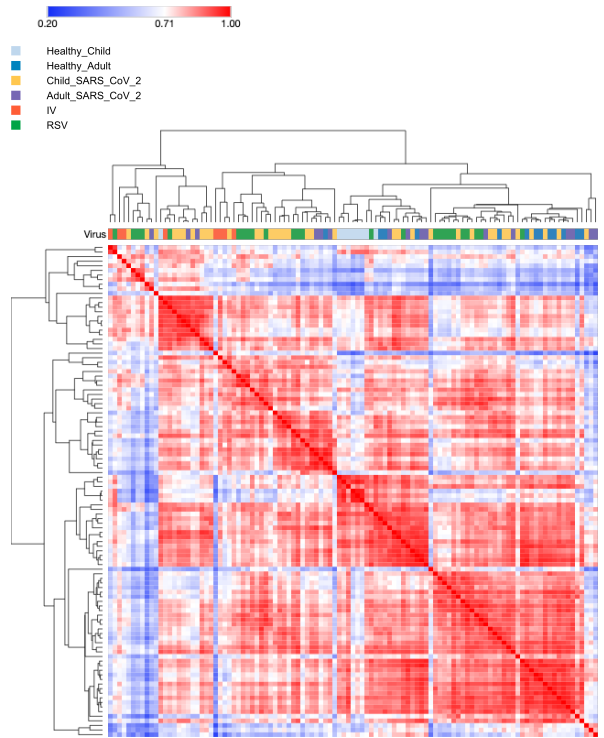 0.20 0.71 1.00
Healthy_Child
Healthy_Adult
Child_SARS_CoV_2
Adult_SARS_CoV_2
IV
RSV
Virus